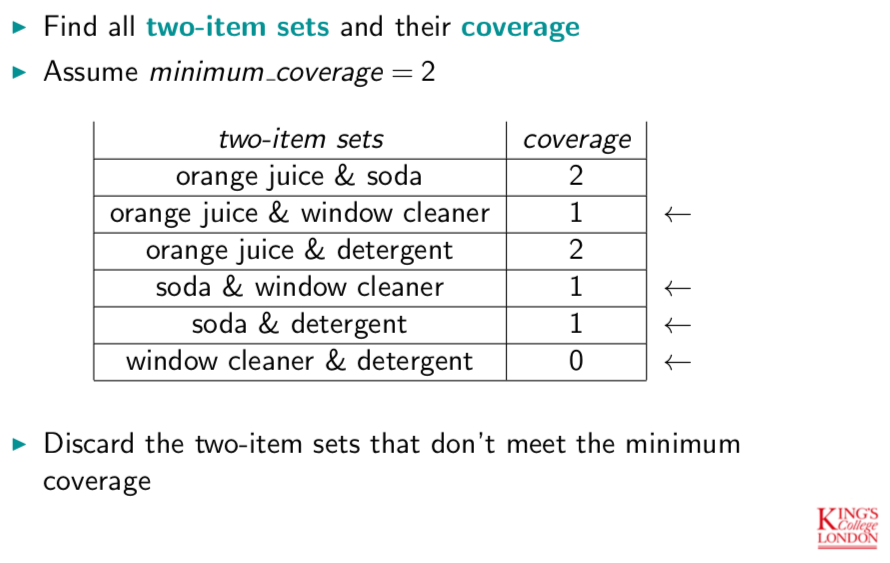 ▶ Find all two-item sets and their coverage
▶ Assume minimum_coverage = 2
two-item sets coverage
orange juice & soda 2
orange juice & window cleaner 1 ←
orange juice & detergent 2
soda & window cleaner 1 ←
soda & detergent 1 ←
window cleaner & detergent 0 ←
▶ Discard the two-item sets that don't meet the minimum
coverage
KING'S
College
LONDON